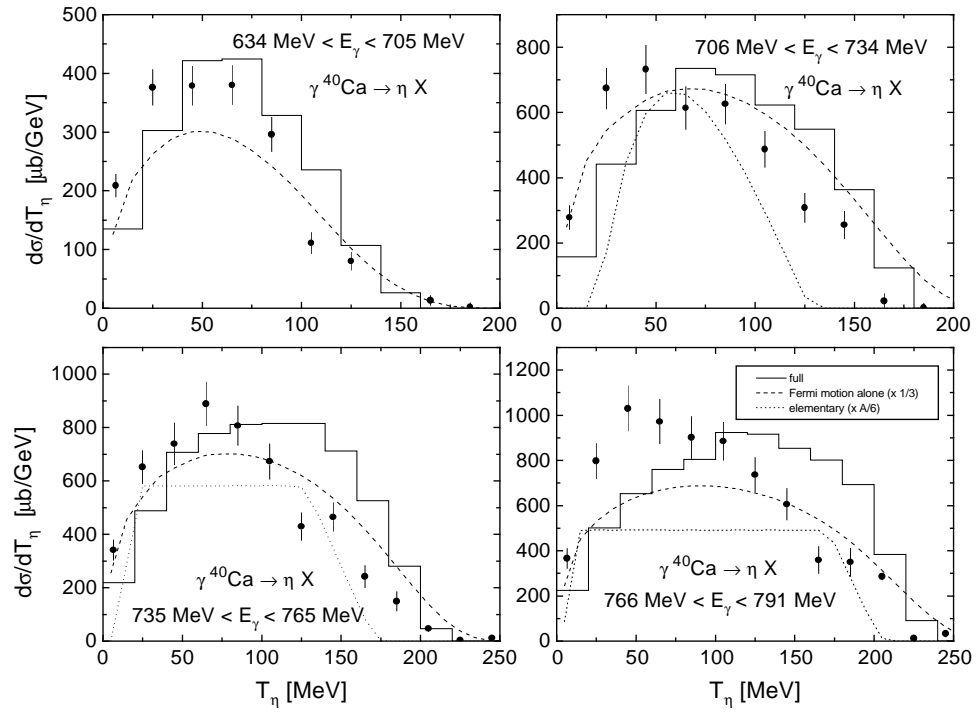 634 MeV < Eγ < 705 MeV
γ ⁴⁰Ca → η X
dσ/dTη [μb/GeV]
500
400
300
200
100
0
0 50 100 150 200
706 MeV < Eγ < 734 MeV
γ ⁴⁰Ca → η X
800
600
400
200
0
0 50 100 150 200
dσ/dTη [μb/GeV]
1000
800
600
400
200
0
γ ⁴⁰Ca → η X
735 MeV < Eγ < 765 MeV
0 50 100 150 200 250
Tη [MeV]
1200
1000
800
600
400
200
0
full
Fermi motion alone (x 1/3)
elementary (x A/6)
γ ⁴⁰Ca → η X
766 MeV < Eγ < 791 MeV
0 50 100 150 200 250
Tη [MeV]